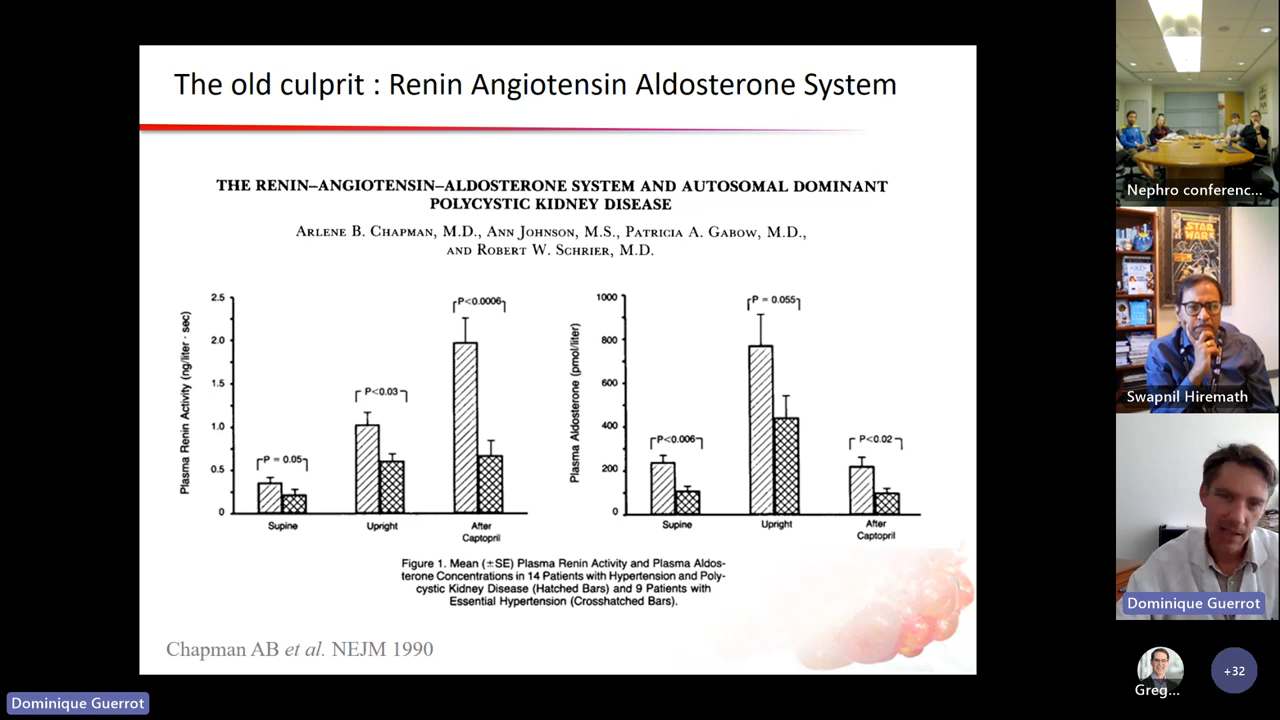 The old culprit : Renin Angiotensin Aldosterone System
THE RENIN–ANGIOTENSIN–ALDOSTERONE SYSTEM AND AUTOSOMAL DOMINANT
POLYCYSTIC KIDNEY DISEASE
ARLENE B. CHAPMAN, M.D., ANN JOHNSON, M.S., PATRICIA A. GABOW, M.D.,
AND ROBERT W. SCHRIER, M.D.
Plasma Renin Activity (ng/liter · sec)
2.5
2.0
1.5
1.0
0.5
0
P = 0.05
P<0.03
P<0.0006
Supine
Upright
After
Captopril
Plasma Aldosterone (pmol/liter)
1000
800
600
400
200
0
P<0.006
P = 0.055
P<0.02
Supine
Upright
After
Captopril
Figure 1. Mean (±SE) Plasma Renin Activity and Plasma Aldos-
terone Concentrations in 14 Patients with Hypertension and Poly-
cystic Kidney Disease (Hatched Bars) and 9 Patients with
Essential Hypertension (Crosshatched Bars).
Chapman AB et al. NEJM 1990
Dominique Guerrot
Nephro conferenc...
STAR
WARS
Swapnil Hiremath
Dominique Guerrot
Greg...
+32